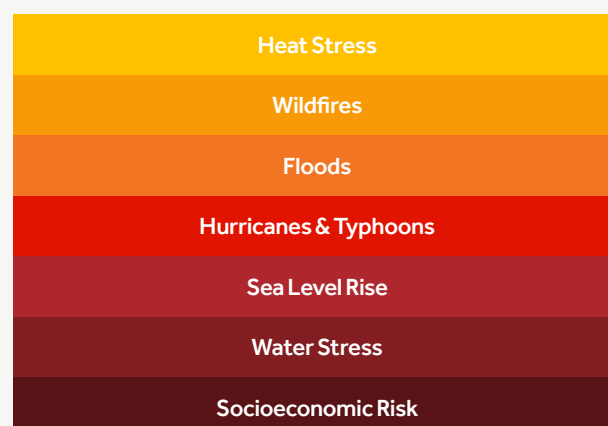 Heat Stress
Wildfires
Floods
Hurricanes & Typhoons
Sea Level Rise
Water Stress
Socioeconomic Risk